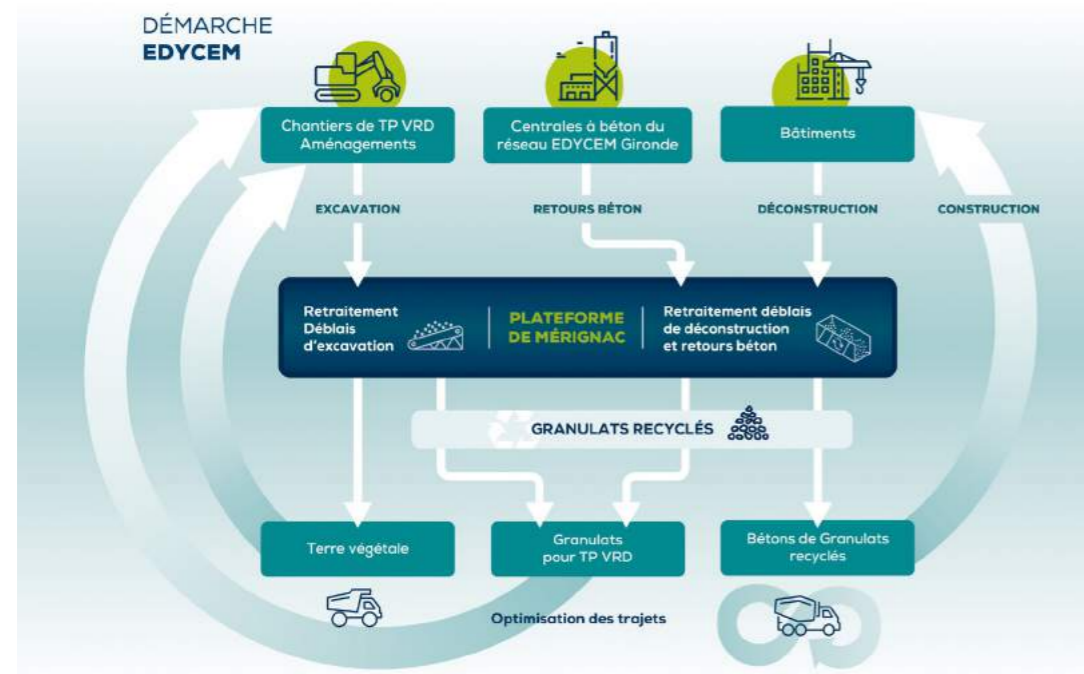 DÉMARCHE
EDYCEM
Chantiers de TP VRD
Aménagements
Centrales à béton du
réseau EDYCEM Gironde
Bâtiments
EXCAVATION
RETOURS BÉTON
DÉCONSTRUCTION
CONSTRUCTION
Retraitement
Déblais
d'excavation
PLATEFORME
DE MÉRIGNAC
Retraitement déblais
de déconstruction
et retours béton
GRANULATS RECYCLÉS
Terre végétale
Granulats
pour TP VRD
Bétons de Granulats
recyclés
Optimisation des trajets